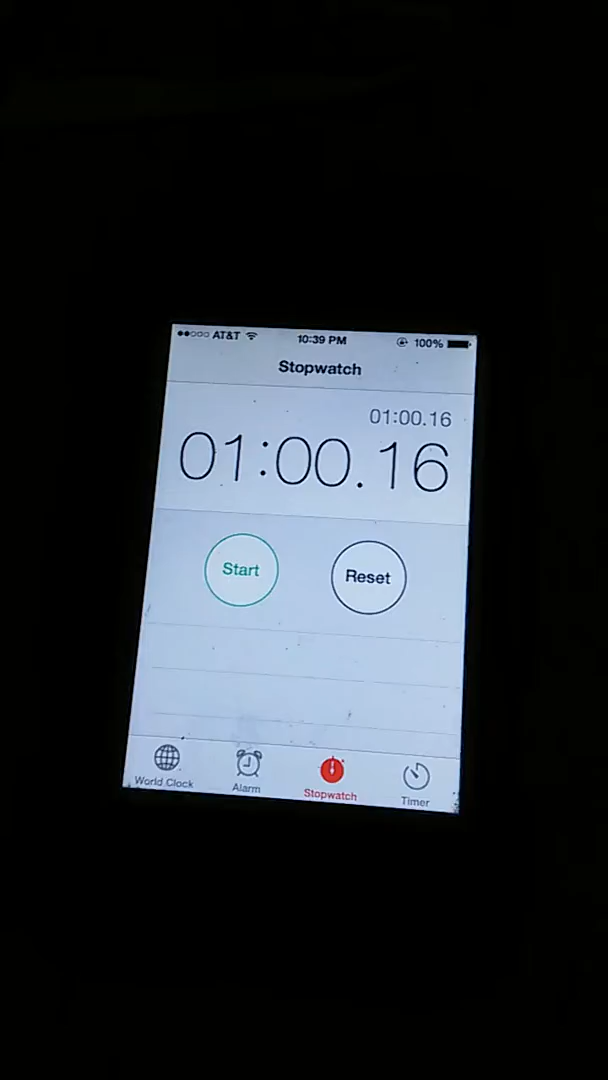 AT&T 10:39 PM 100%
Stopwatch
01:00.16
01:00.16
Start Reset
World Clock Alarm Stopwatch Timer